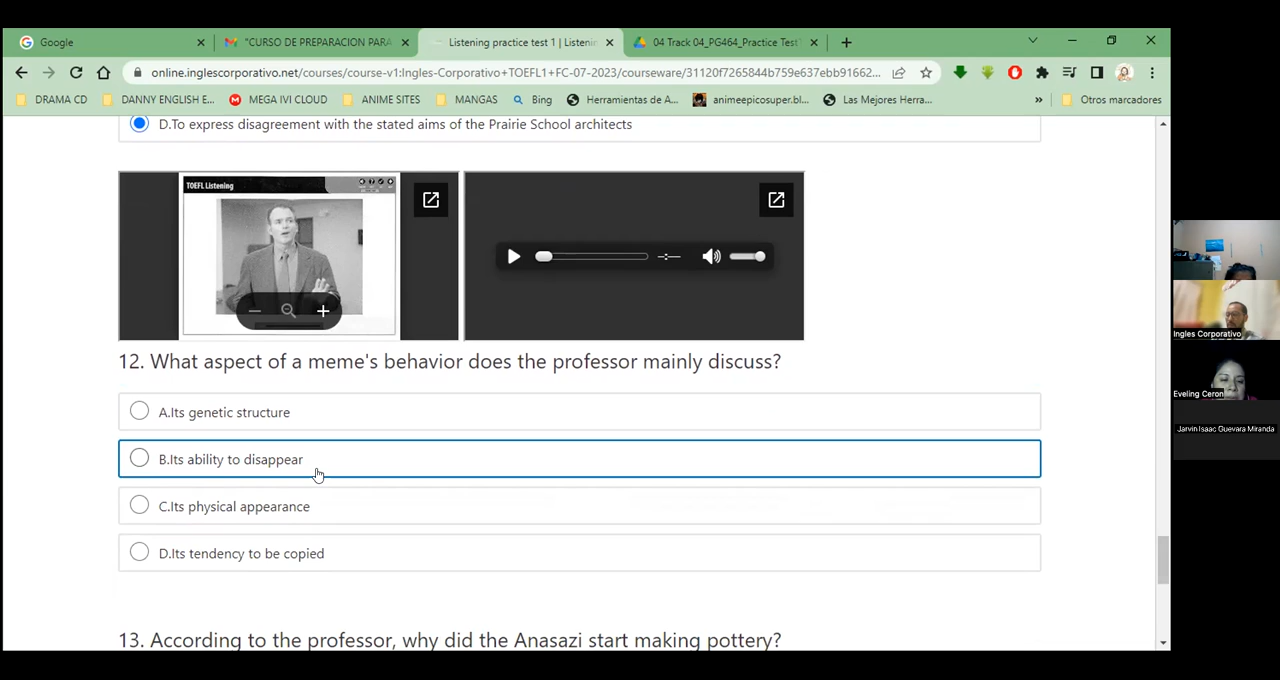 Google
"CURSO DE PREPARACION PARA
Listening practice test 1 | Listenin
04 Track 04_PG464_Practice Test
online.inglescorporativo.net/courses/course-v1:Ingles-Corporativo+TOEFL1+FC-07-2023/courseware/31120f7265844b759e637ebb91662...
DRAMA CD
DANNY ENGLISH E...
MEGA IVI CLOUD
ANIME SITES
MANGAS
Bing
Herramientas de A...
animeepicosuper.bl...
Las Mejores Herra...
»
Otros marcadores
D.To express disagreement with the stated aims of the Prairie School architects
TOEFL Listening
12. What aspect of a meme's behavior does the professor mainly discuss?
A.Its genetic structure
B.Its ability to disappear
C.Its physical appearance
D.Its tendency to be copied
13. According to the professor, why did the Anasazi start making pottery?
Ingles Corporativo
Eveling Ceron
Jarvin Isaac Guevara Miranda